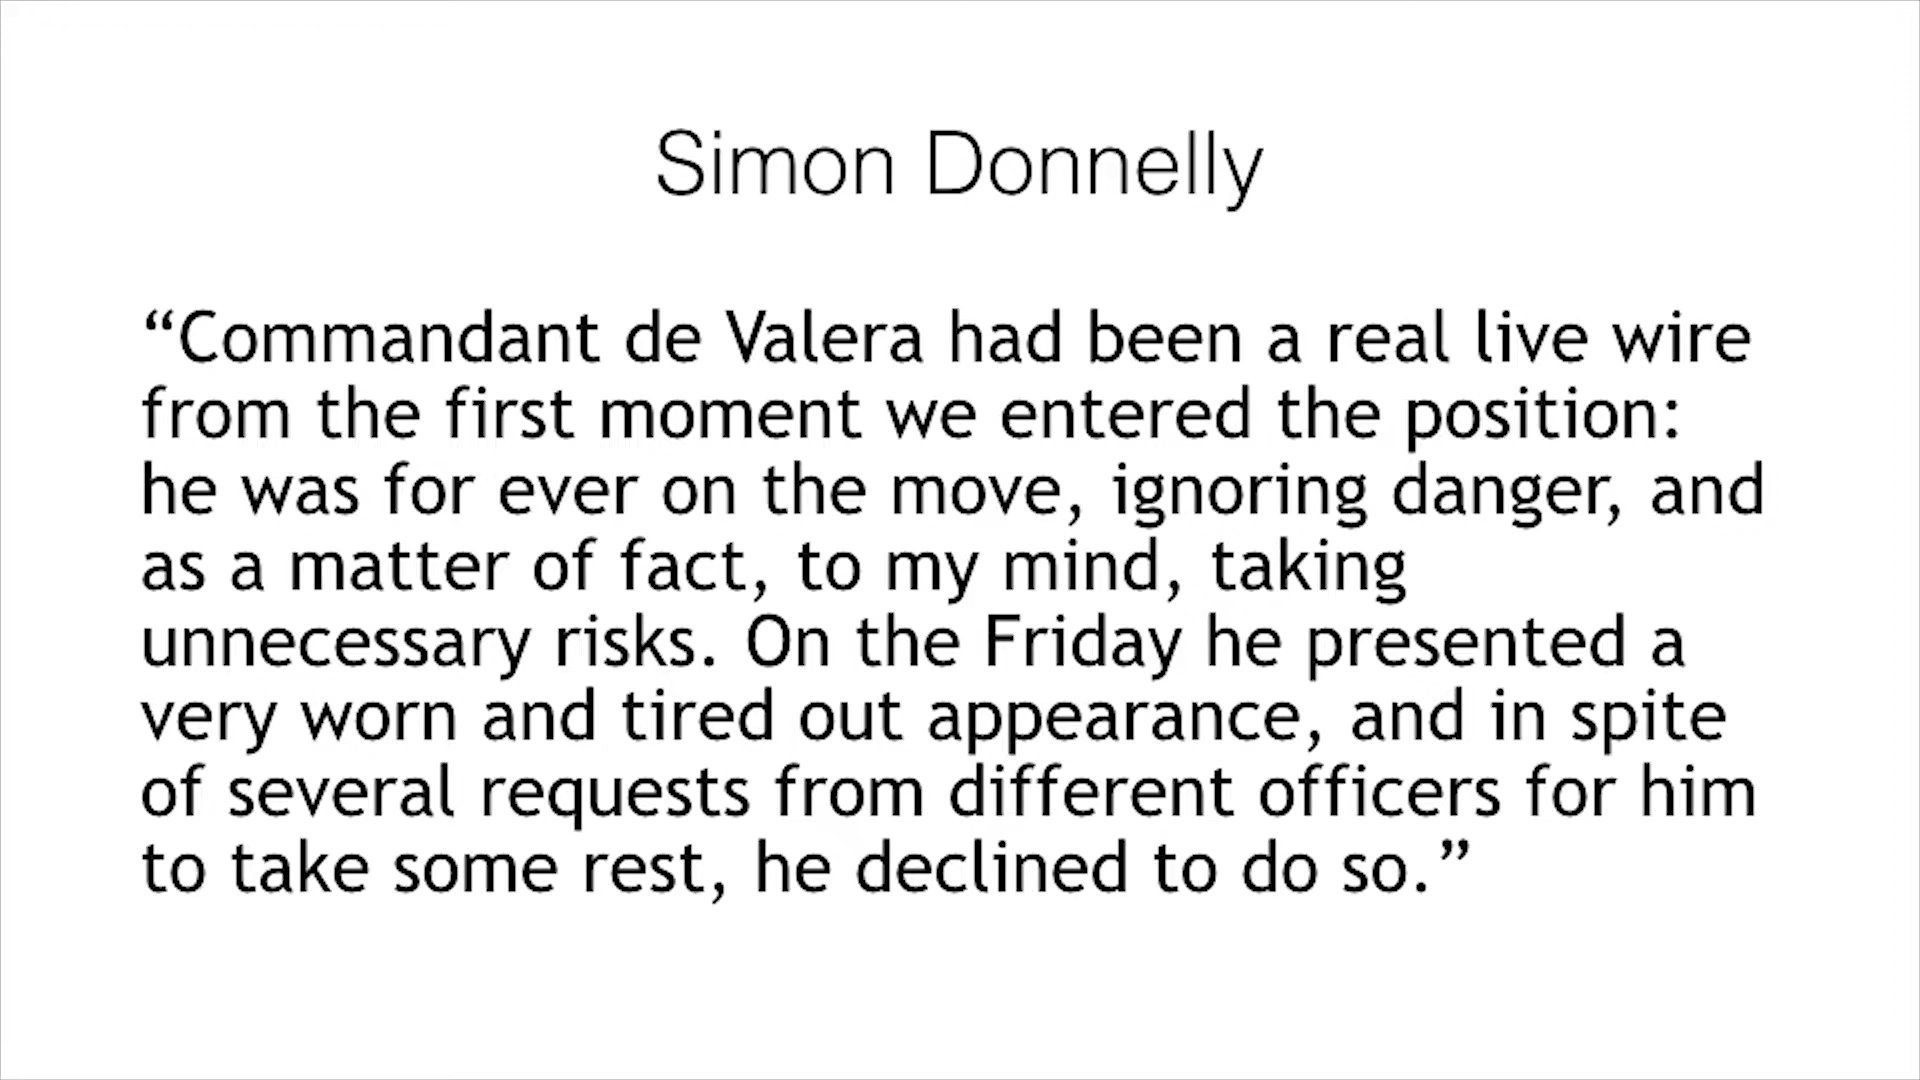 Simon Donnelly
“Commandant de Valera had been a real live wire
from the first moment we entered the position:
he was for ever on the move, ignoring danger, and
as a matter of fact, to my mind, taking
unnecessary risks. On the Friday he presented a
very worn and tired out appearance, and in spite
of several requests from different officers for him
to take some rest, he declined to do so.”